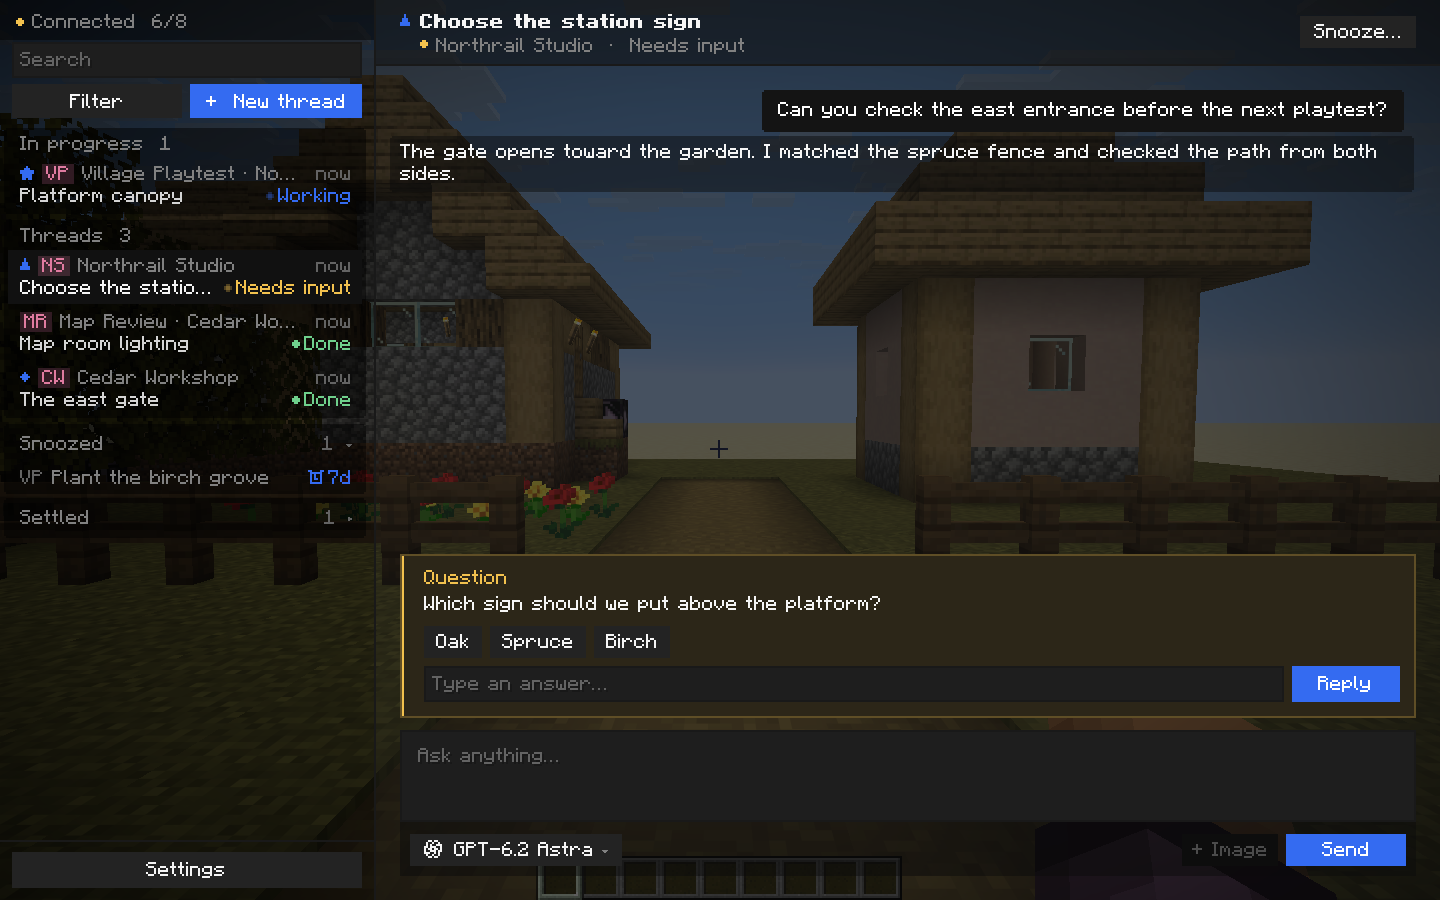 Connected 6/8
Search
Filter
+ New thread
In progress 1
VP Village Playtest · No... now
Platform canopy Working
Threads 3
NS Northrail Studio now
Choose the statio... Needs input
MR Map Review · Cedar Wo... now
Map room lighting Done
CW Cedar Workshop now
The east gate Done
Snoozed 1
VP Plant the birch grove 7d
Settled 1
Settings
Choose the station sign
Northrail Studio · Needs input
Snooze...
Can you check the east entrance before the next playtest?
The gate opens toward the garden. I matched the spruce fence and checked the path from both
sides.
Question
Which sign should we put above the platform?
Oak Spruce Birch
Type an answer...
Reply
Ask anything...
GPT-6.2 Astra
+ Image
Send